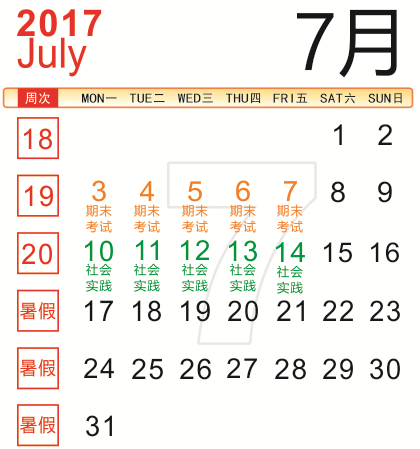 2017
July
7月
周次 MON一 TUE二 WED三 THU四 FRI五 SAT六 SUN日
18 1 2
19 3 4 5 6 7 8 9
期末 期末 期末 期末 期末
考试 考试 考试 考试 考试
20 10 11 12 13 14 15 16
社会 社会 社会 社会 社会
实践 实践 实践 实践 实践
暑假 17 18 19 20 21 22 23
暑假 24 25 26 27 28 29 30
暑假 31
7